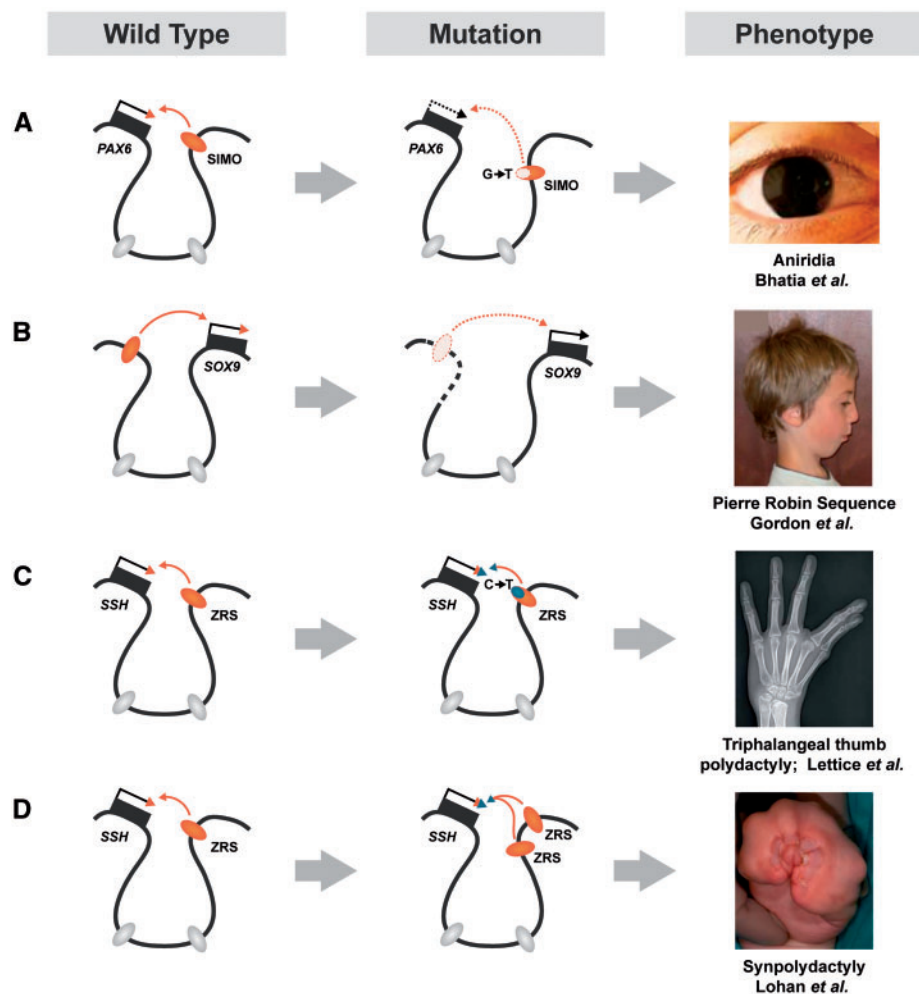 Wild Type
Mutation
Phenotype
A
PAX6
SIMO
PAX6
G→T
SIMO
Aniridia
Bhatia et al.
B
SOX9
SOX9
Pierre Robin Sequence
Gordon et al.
C
SSH
ZRS
SSH
C→T
ZRS
Triphalangeal thumb
polydactyly; Lettice et al.
D
SSH
ZRS
SSH
ZRS
ZRS
Synpolydactyly
Lohan et al.